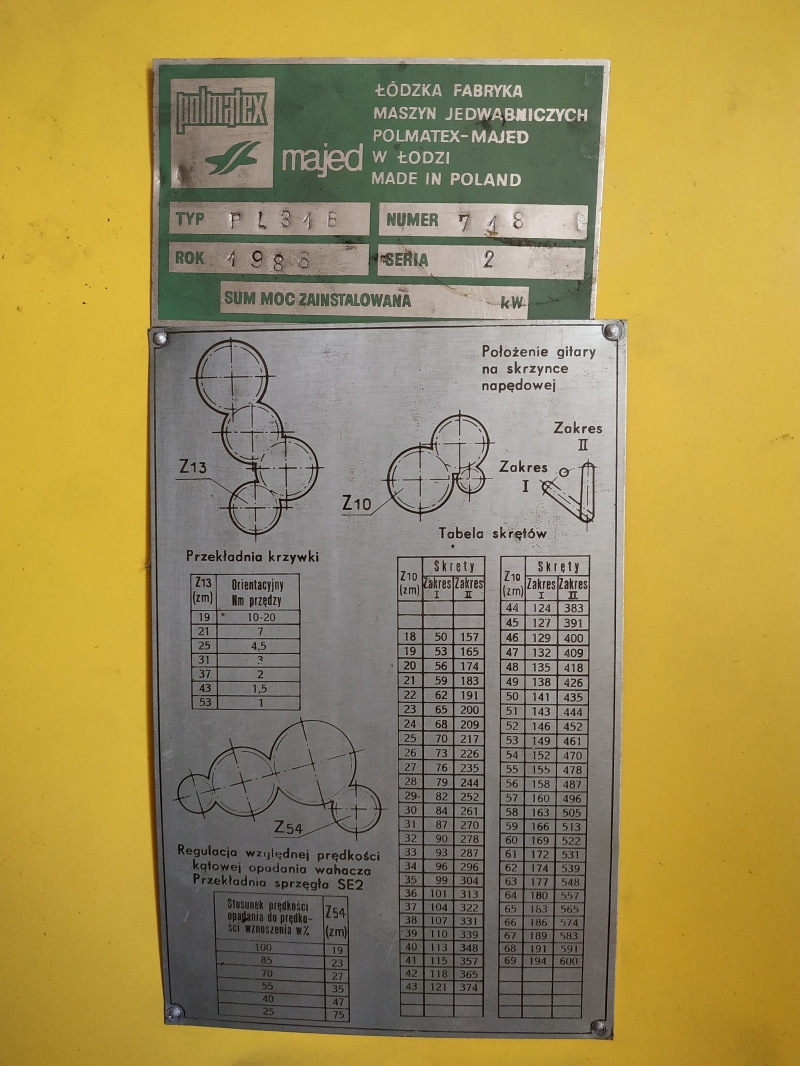 polmatex
majed
ŁÓDZKA FABRYKA
MASZYN JEDWABNICZYCH
POLMATEX-MAJED
W ŁODZI
MADE IN POLAND
TYP
NUMER 718
ROK 1986
SERIA 2
SUM MOC ZAINSTALOWANA kW
Położenie gitary
na skrzynce
napędowej
Zakres
II
Zakres
I
Z13
Z10
Przekładnia krzywki
Z13 (zm) Orientacyjny Nm przędzy
19 10-20
21 7
25 4,5
31 3
37 2
43 1,5
53 1
Z54
Regulacja względnej prędkości
kątowej opadania wahacza
Przekładnia sprzęgła SE2
Stosunek prędkości opadania do prędko- ści wznoszenia w% Z54 (zm)
100 19
85 23
70 27
55 35
40 47
25 75
Tabela skrętów
Z10 (zm) Skręty Zakres I Zakres II
18 50 157
19 53 165
20 56 174
21 59 183
22 62 191
23 65 200
24 68 209
25 70 217
26 73 226
27 76 235
28 79 244
29 82 252
30 84 261
31 87 270
32 90 278
33 93 287
34 96 296
35 99 304
36 101 313
37 104 322
38 107 331
39 110 339
40 113 348
41 115 357
42 118 365
43 121 374
Z10 (zm) Skręty Zakres I Zakres II
44 124 383
45 127 391
46 129 400
47 132 409
48 135 418
49 138 426
50 141 435
51 143 444
52 146 452
53 149 461
54 152 470
55 155 478
56 158 487
57 160 496
58 163 505
59 166 513
60 169 522
61 172 531
62 174 539
63 177 548
64 180 557
65 183 565
66 186 574
67 189 583
68 191 591
69 194 600